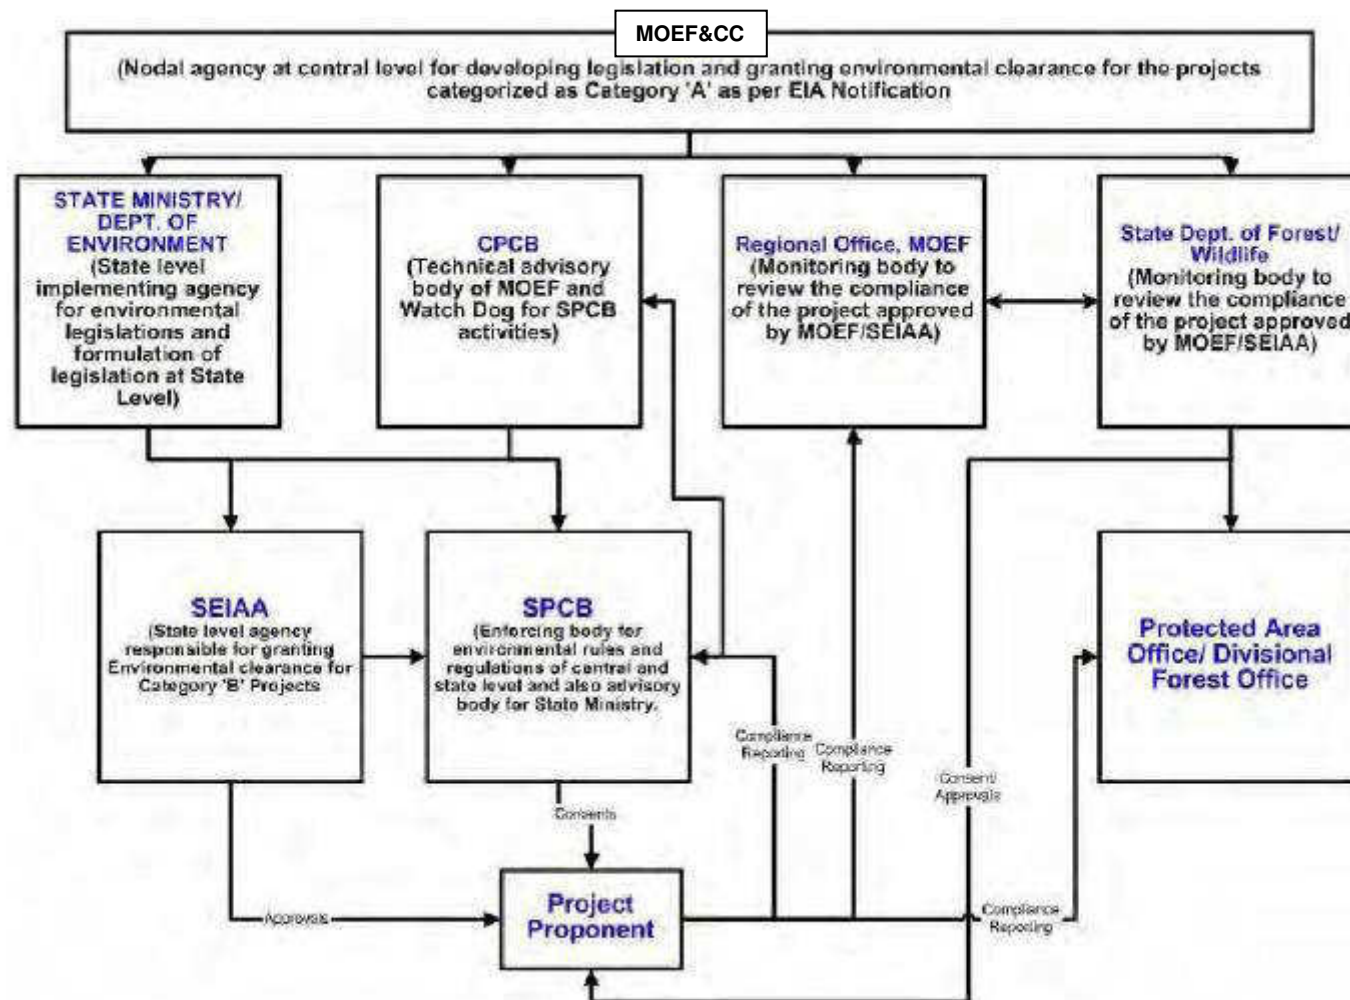 MOEF&CC
(Nodal agency at central level for developing legislation and granting environmental clearance for the projects
categorized as Category 'A' as per EIA Notification
STATE MINISTRY/
DEPT. OF
ENVIRONMENT
(State level
implementing agency
for environmental
legislations and
formulation of
legislation at State
Level)
CPCB
(Technical advisory
body of MOEF and
Watch Dog for SPCB
activities)
Regional Office, MOEF
(Monitoring body to
review the compliance
of the project approved
by MOEF/SEIAA)
State Dept. of Forest/
Wildlife
(Monitoring body to
review the compliance
of the project approved
by MOEF/SEIAA)
SEIAA
(State level agency
responsible for granting
Environmental clearance for
Category 'B' Projects
SPCB
(Enforcing body for
environmental rules and
regulations of central and
state level and also advisory
body for State Ministry.
Protected Area
Office/ Divisional
Forest Office
Compliance
Reporting
Compliance
Reporting
Consent/
Approvals
Consents
Approvals
Project
Proponent
Compliance
Reporting